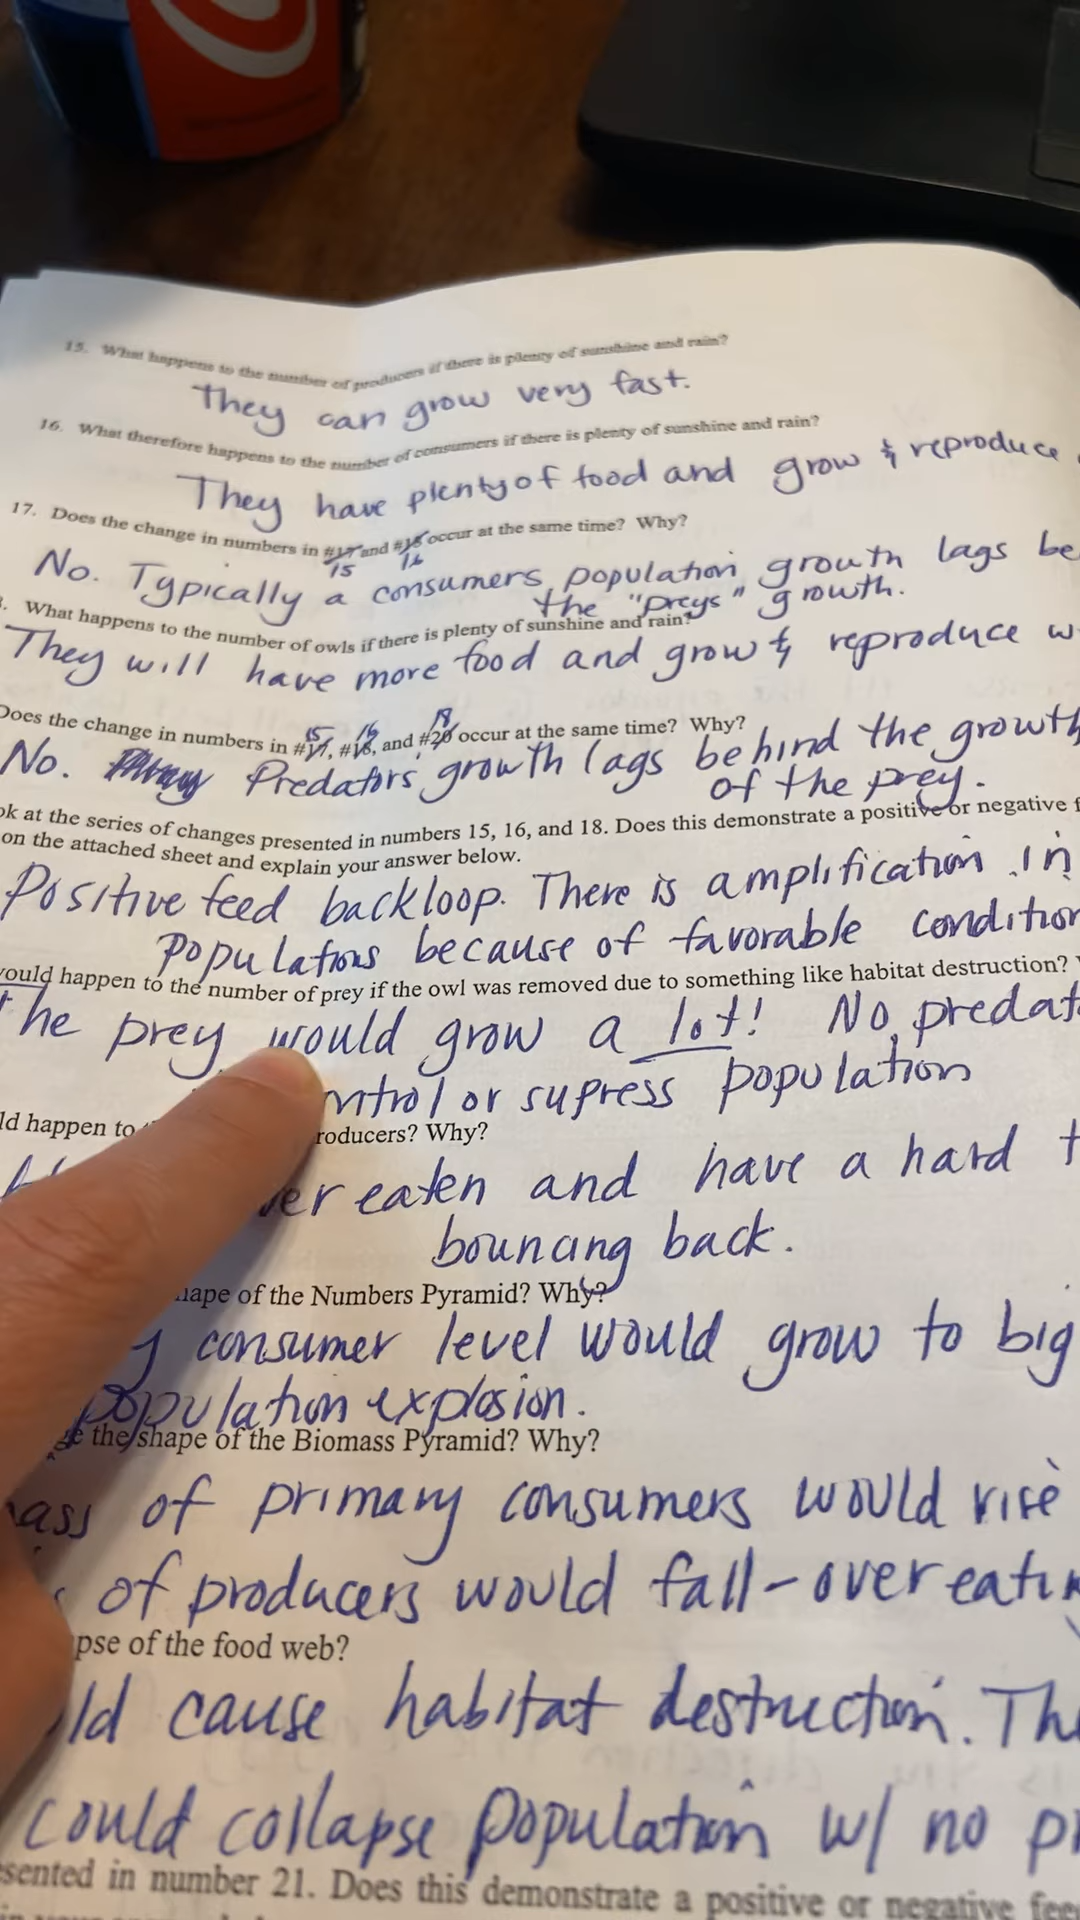 15. What happens to the number of producers if there is plenty of sunshine and rain?
They can grow very fast.
16. What therefore happens to the number of consumers if there is plenty of sunshine and rain?
They have plenty of food and grow & reproduce
17. Does the change in numbers in #17 and #18 occur at the same time? Why?
15 16
No. Typically a consumers population growth lags be
the "preys" growth.
. What happens to the number of owls if there is plenty of sunshine and rain?
They will have more food and grow & reproduce w
15 16 18
Does the change in numbers in #17, #18, and #20 occur at the same time? Why?
No. Predators' growth lags behind the growth
of the prey.
ok at the series of changes presented in numbers 15, 16, and 18. Does this demonstrate a positive or negative f
on the attached sheet and explain your answer below.
Positive feed back loop. There is amplification in
populations because of favorable condition
would happen to the number of prey if the owl was removed due to something like habitat destruction?
The prey would grow a lot! No predat
ntrol or supress population
ld happen to roducers? Why?
ver eaten and have a hard t
bouncing back.
hape of the Numbers Pyramid? Why?
y consumer level would grow to big
population explosion.
ge the shape of the Biomass Pyramid? Why?
ass of primary consumers would rise
of producers would fall - over eatin
pse of the food web?
ld cause habitat destruction. Th
could collapse population w/ no p
sented in number 21. Does this demonstrate a positive or negative fee